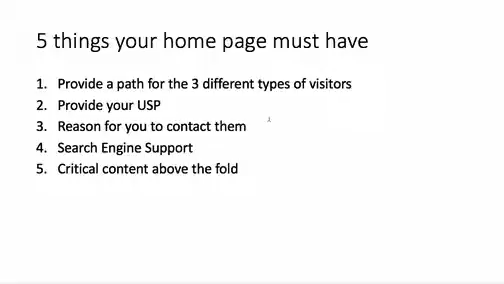 5 things your home page must have
1. Provide a path for the 3 different types of visitors
2. Provide your USP
3. Reason for you to contact them
4. Search Engine Support
5. Critical content above the fold